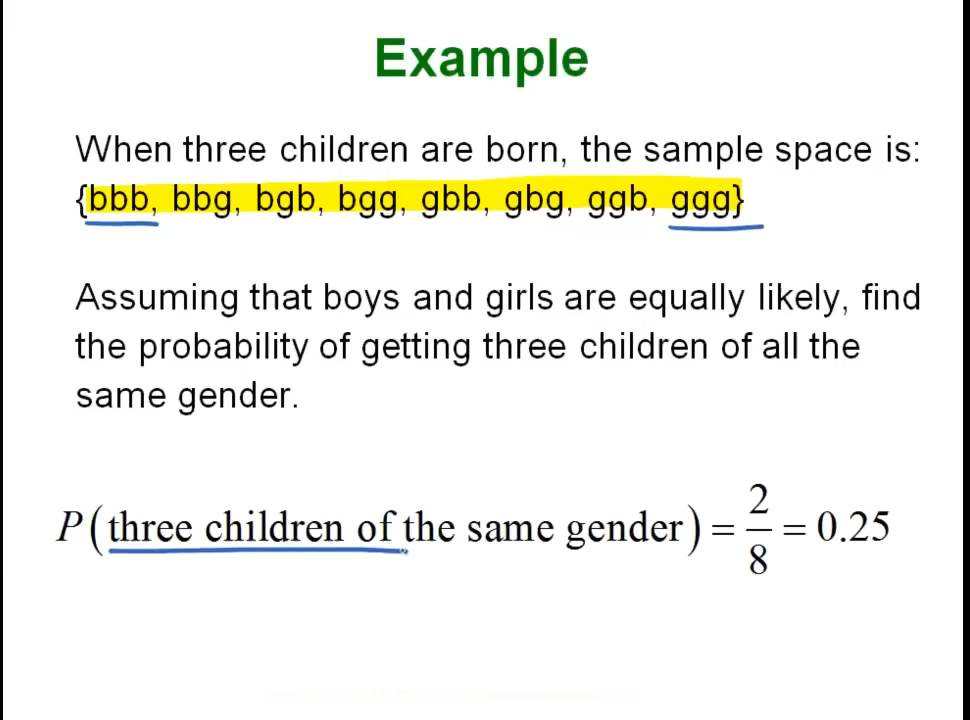 Example
When three children are born, the sample space is:
{bbb, bbg, bgb, bgg, gbb, gbg, ggb, ggg}
Assuming that boys and girls are equally likely, find
the probability of getting three children of all the
same gender.
P(three children of the same gender) = 2/8 = 0.25